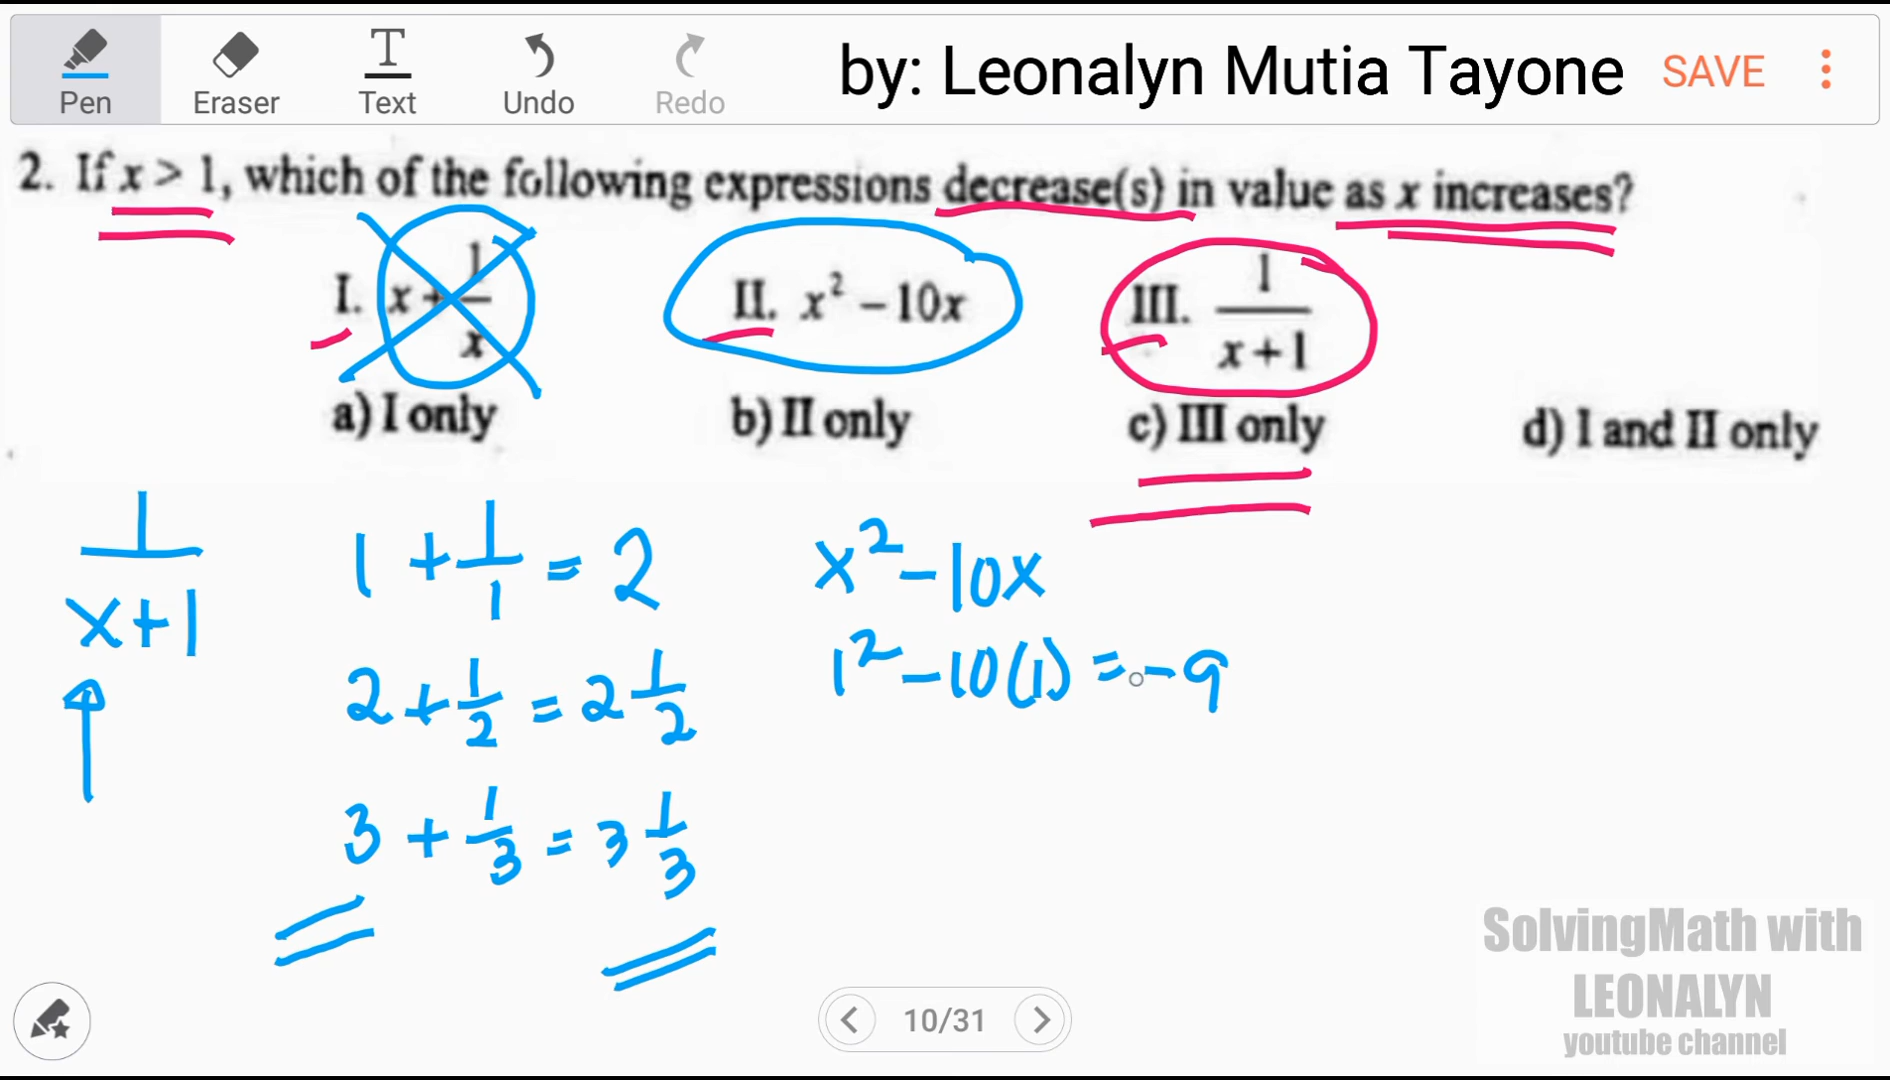 Pen Eraser Text Undo Redo by: Leonalyn Mutia Tayone SAVE
2. If x > 1, which of the following expressions decrease(s) in value as x increases?
I. x + 1/x II. x² – 10x III. 1/(x+1)
a) I only b) II only c) III only d) I and II only
1/(x+1)
1 + 1/1 = 2
2 + 1/2 = 2 1/2
3 + 1/3 = 3 1/3
x² – 10x
1² – 10(1) = -9
10/31
SolvingMath with
LEONALYN
youtube channel